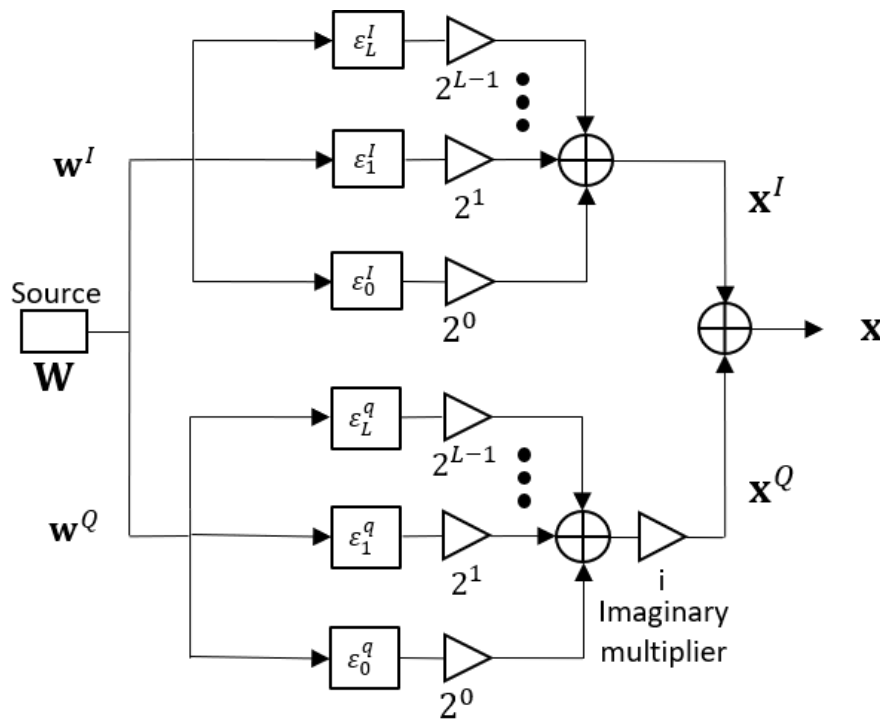 ε_L^I
2^{L−1}
w^I
ε_1^I
2^1
x^I
ε_0^I
2^0
Source
W
x
ε_L^q
2^{L−1}
x^Q
w^Q
ε_1^q
2^1
i
Imaginary
multiplier
ε_0^q
2^0